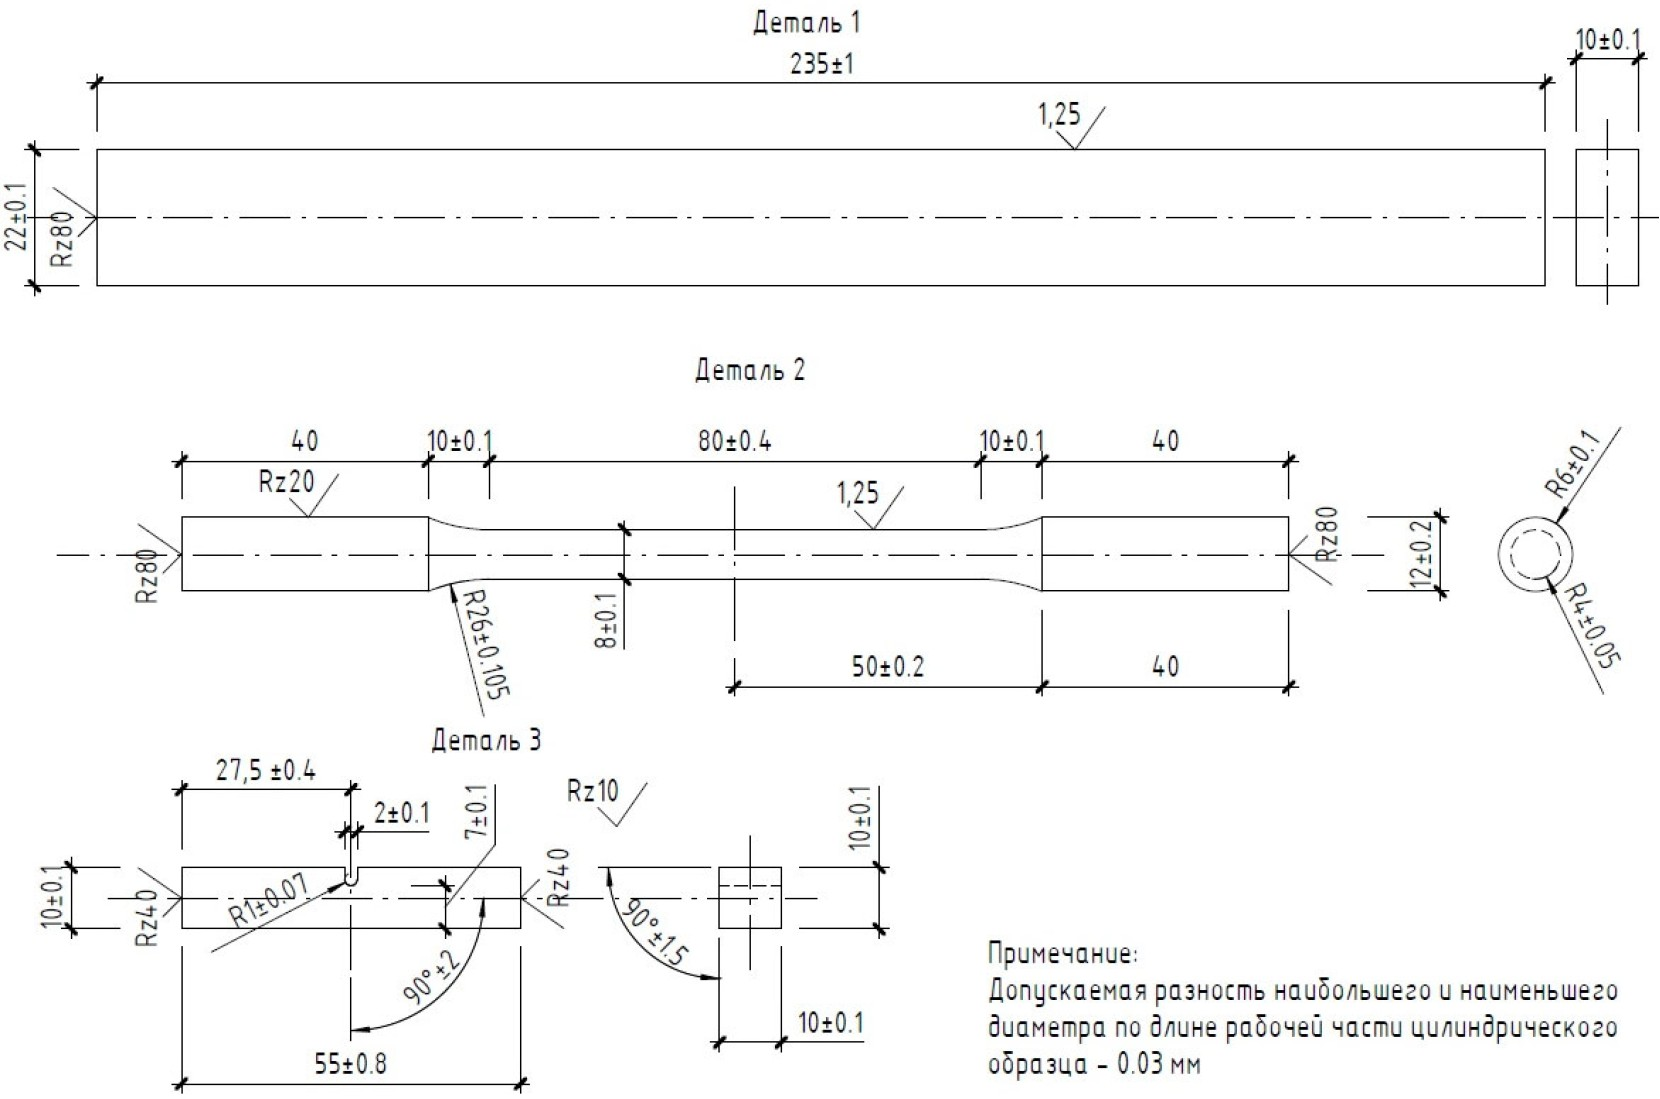 Деталь 1
235±1
10±0.1
1,25
22±0.1
Rz80
Деталь 2
40
10±0.1
80±0.4
10±0.1
40
Rz20
1,25
R6±0.1
Rz80
Rz80
12±0.2
R26±0.105
8±0.1
R4±0.05
50±0.2
40
Деталь 3
27,5 ±0.4
2±0.1
7±0.1
Rz10
10±0.1
10±0.1
Rz40
R1±0.07
Rz40
90°±2
90°±1.5
10±0.1
55±0.8
Примечание:
Допускаемая разность наибольшего и наименьшего
диаметра по длине рабочей части цилиндрического
образца - 0.03 мм